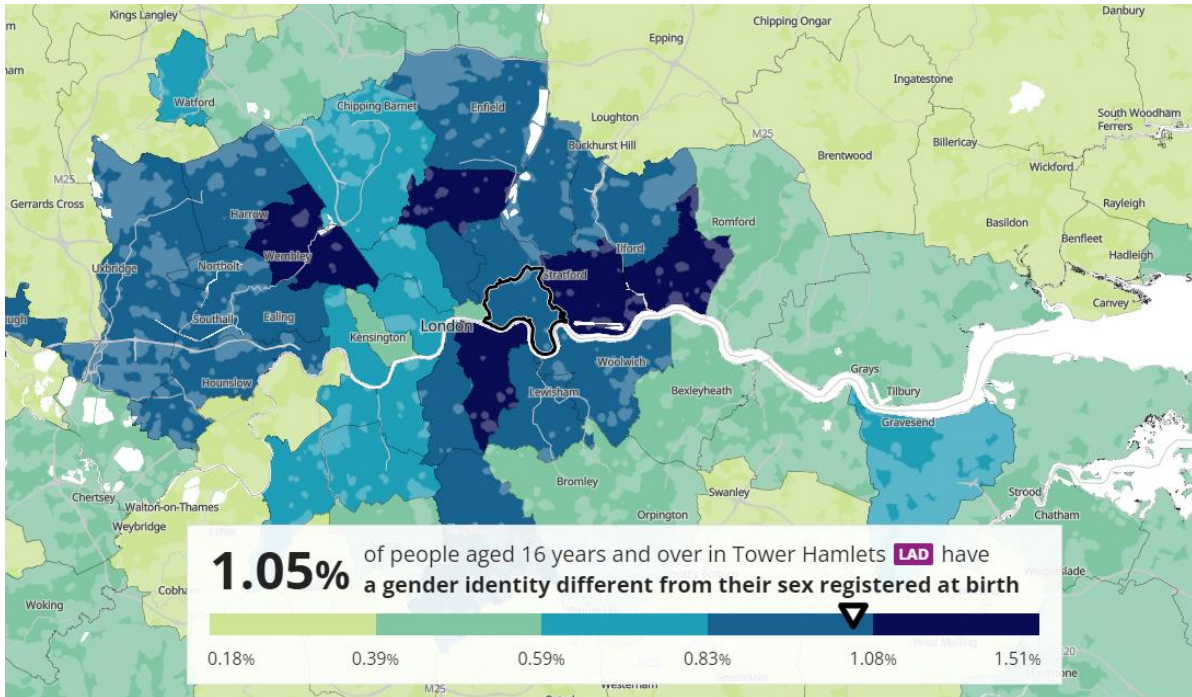 Kings Langley
Danbury
Chipping Ongar
Epping
Ingatestone
Watford
Chipping Barnet
Enfield
Loughton
South Woodham
Ferrers
M25
Buckhurst Hill
Billericay
Brentwood
Wickford
M25
Gerrards Cross
Harrow
Romford
Rayleigh
Basildon
Benfleet
Wembley
Ilford
Hadleigh
Uxbridge
Northolt
Stratford
Canvey
Southall
Ealing
London
Kensington
Woolwich
Hounslow
Grays
Lewisham
Bexleyheath
Tilbury
Gravesend
Chertsey
Bromley
Swanley
Strood
Walton-on-Thames
Orpington
Chatham
Weybridge
1.05% of people aged 16 years and over in Tower Hamlets LAD have
a gender identity different from their sex registered at birth
Woking
0.18% 0.39% 0.59% 0.83% 1.08% 1.51%
M25